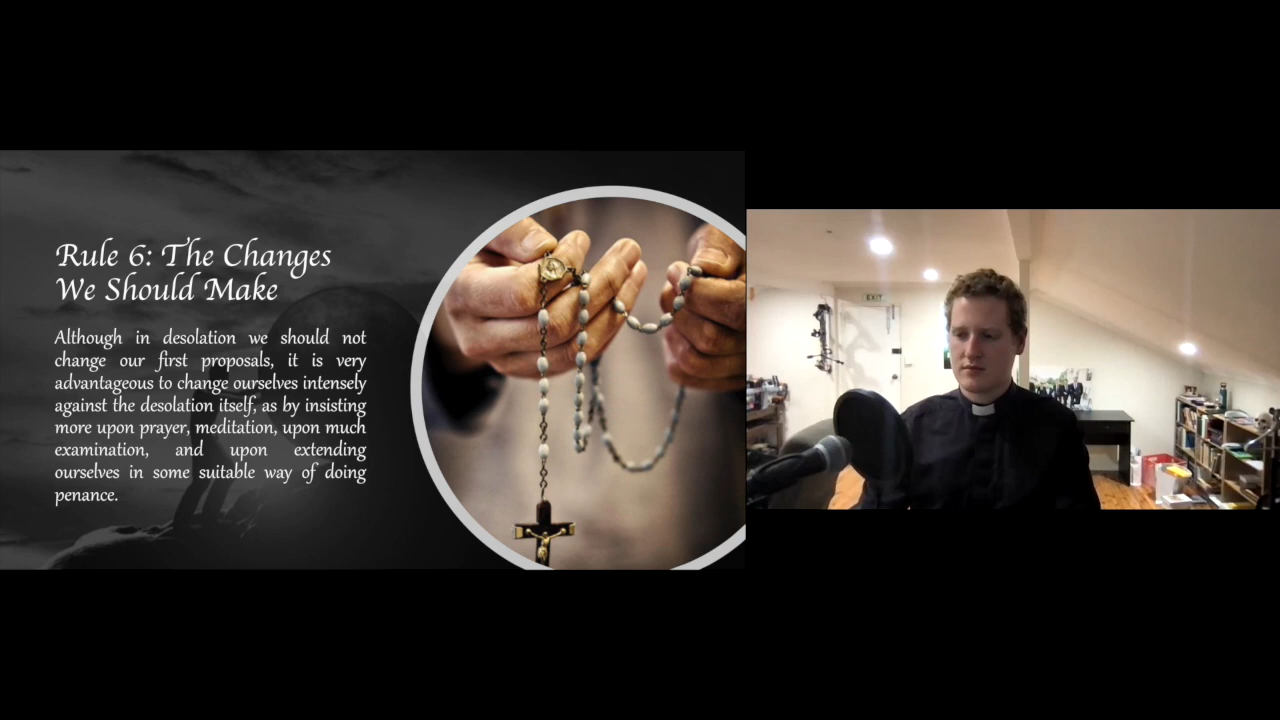 Rule 6: The Changes
We Should Make
Although in desolation we should not
change our first proposals, it is very
advantageous to change ourselves intensely
against the desolation itself, as by insisting
more upon prayer, meditation, upon much
examination, and upon extending
ourselves in some suitable way of doing
penance.
EXIT